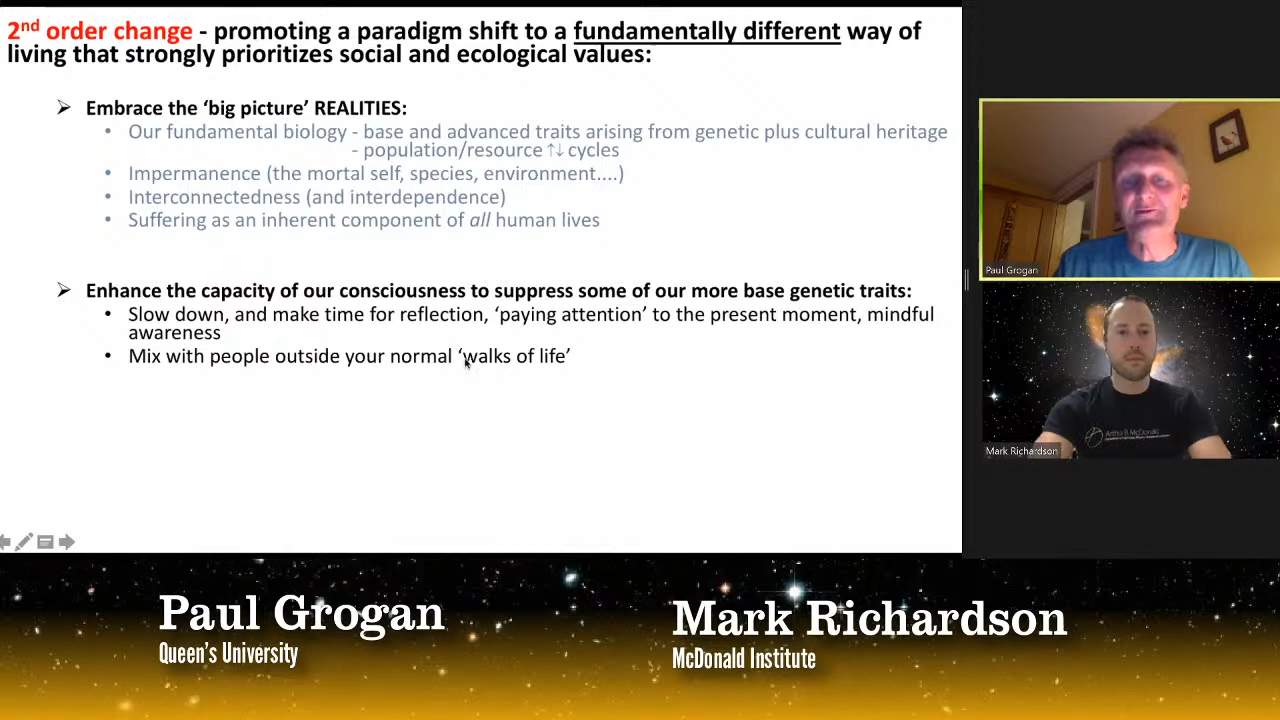 2nd order change - promoting a paradigm shift to a fundamentally different way of
living that strongly prioritizes social and ecological values:
➢ Embrace the ‘big picture’ REALITIES:
• Our fundamental biology - base and advanced traits arising from genetic plus cultural heritage
- population/resource ↑↓ cycles
• Impermanence (the mortal self, species, environment....)
• Interconnectedness (and interdependence)
• Suffering as an inherent component of all human lives
➢ Enhance the capacity of our consciousness to suppress some of our more base genetic traits:
• Slow down, and make time for reflection, ‘paying attention’ to the present moment, mindful
awareness
• Mix with people outside your normal ‘walks of life’
Paul Grogan
Arthur B. McDonald
Mark Richardson
Paul Grogan
Queen's University
Mark Richardson
McDonald Institute